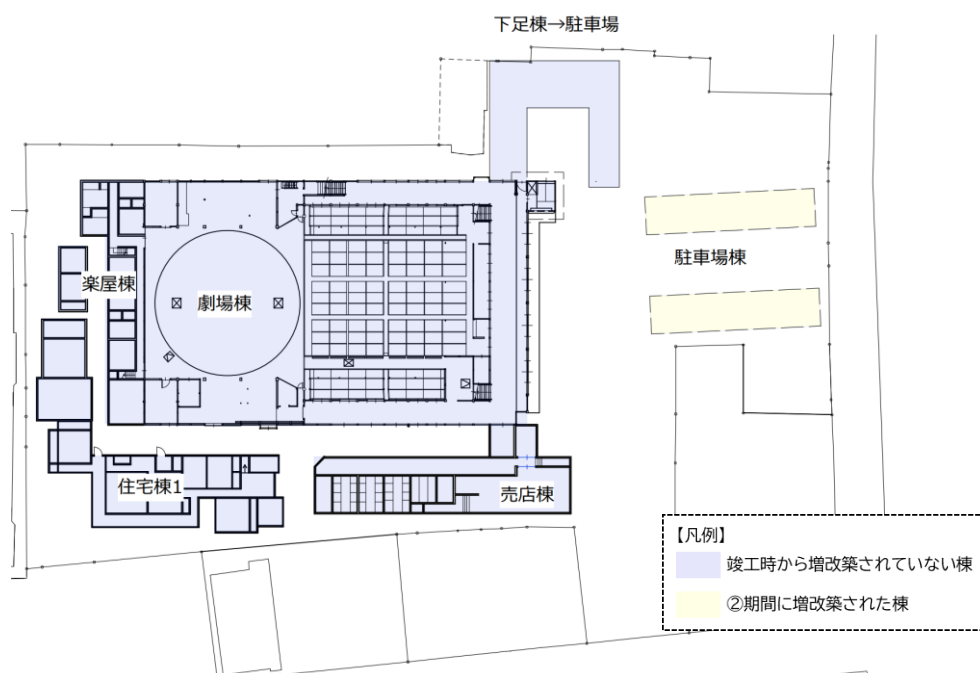 下足棟→駐車場
駐車場棟
楽屋棟
劇場棟
住宅棟1
売店棟
【凡例】
竣工時から増改築されていない棟
②期間に増改築された棟